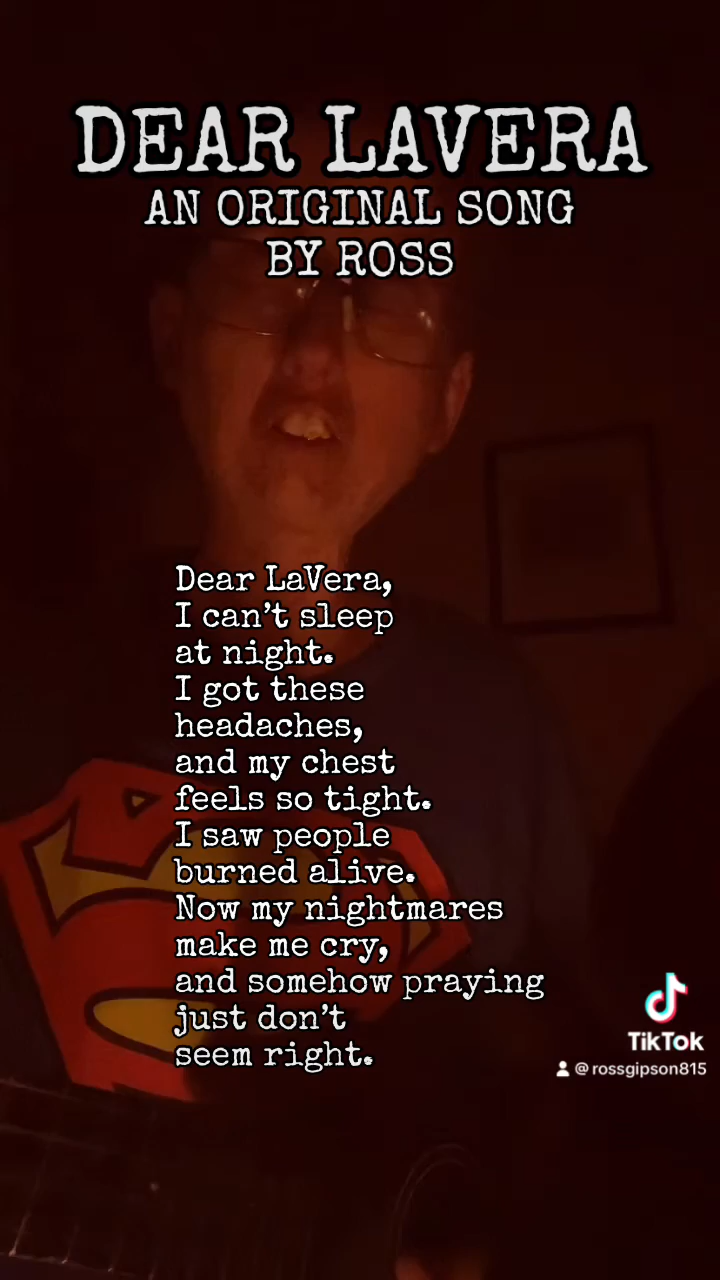 DEAR LAVERA
AN ORIGINAL SONG
BY ROSS
Dear LaVera,
I can't sleep
at night.
I got these
headaches,
and my chest
feels so tight.
I saw people
burned alive.
Now my nightmares
make me cry,
and somehow praying
just don't
seem right.
TikTok
@rossgipson815